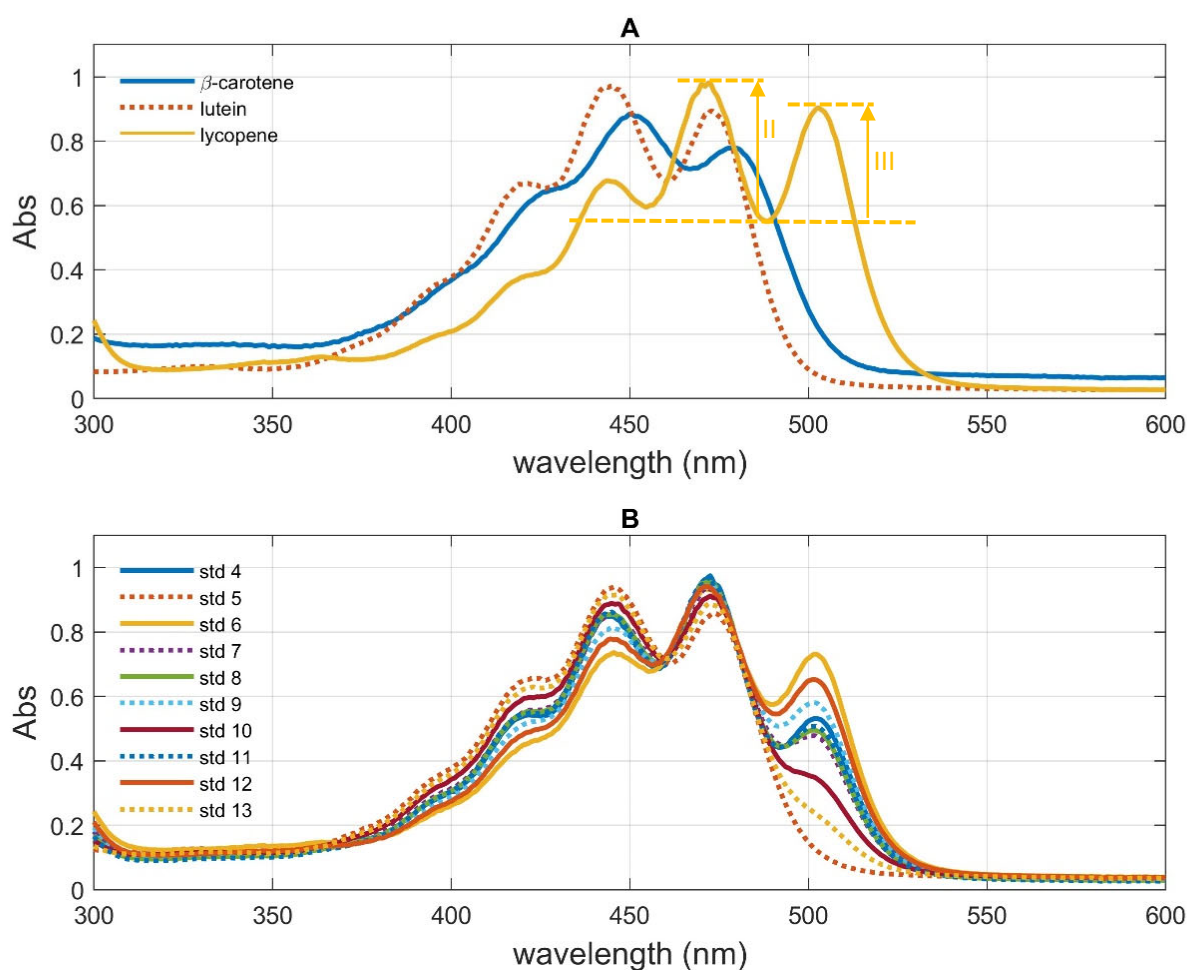 A
1
0.8
0.6
0.4
0.2
0
Abs
β-carotene
lutein
lycopene
II
III
300 350 400 450 500 550 600
wavelength (nm)
B
1
0.8
0.6
0.4
0.2
0
Abs
std 4
std 5
std 6
std 7
std 8
std 9
std 10
std 11
std 12
std 13
300 350 400 450 500 550 600
wavelength (nm)